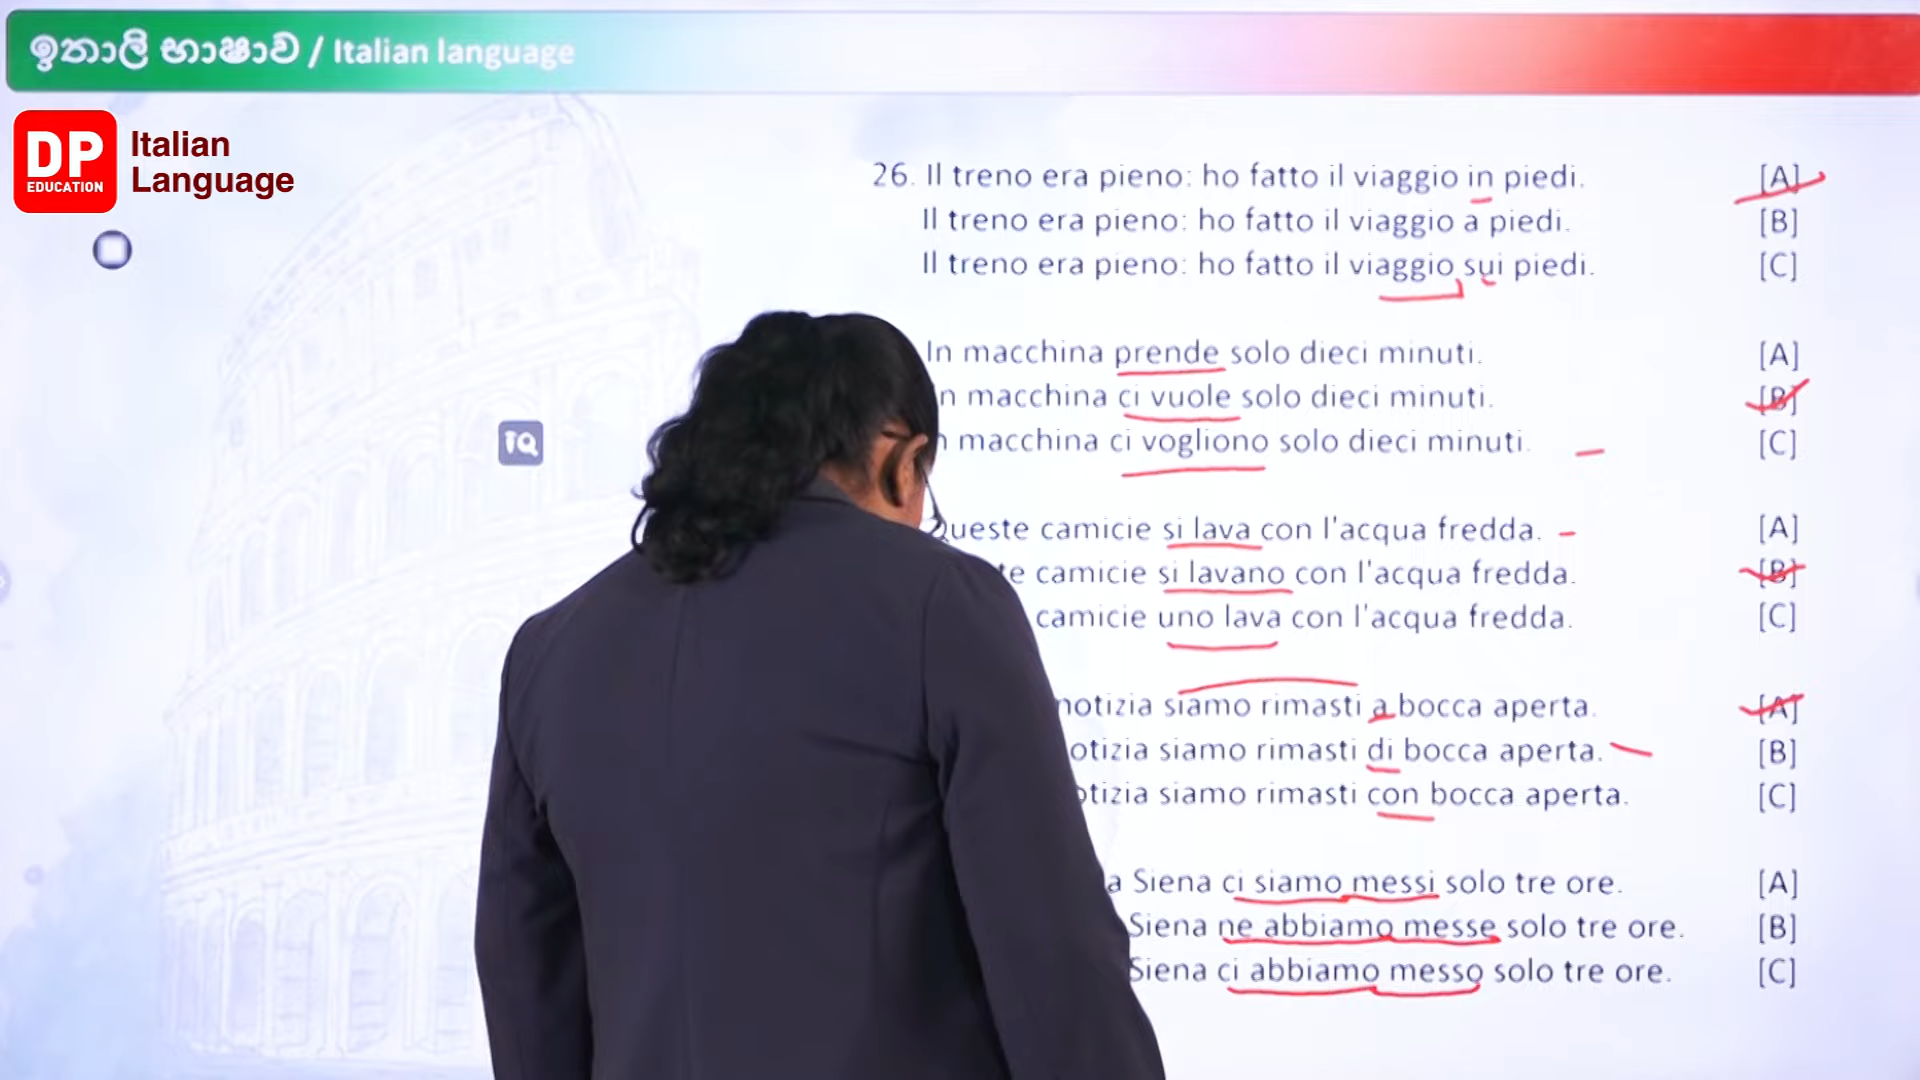 ඉතාලි භාෂාව / Italian language
DP
EDUCATION
Italian
Language
26. Il treno era pieno: ho fatto il viaggio in piedi. [A]
Il treno era pieno: ho fatto il viaggio a piedi. [B]
Il treno era pieno: ho fatto il viaggio sui piedi. [C]
In macchina prende solo dieci minuti. [A]
n macchina ci vuole solo dieci minuti. [B]
macchina ci vogliono solo dieci minuti. [C]
Queste camicie si lava con l'acqua fredda. [A]
te camicie si lavano con l'acqua fredda. [B]
camicie uno lava con l'acqua fredda. [C]
notizia siamo rimasti a bocca aperta. [A]
otizia siamo rimasti di bocca aperta. [B]
otizia siamo rimasti con bocca aperta. [C]
a Siena ci siamo messi solo tre ore. [A]
Siena ne abbiamo messe solo tre ore. [B]
Siena ci abbiamo messo solo tre ore. [C]